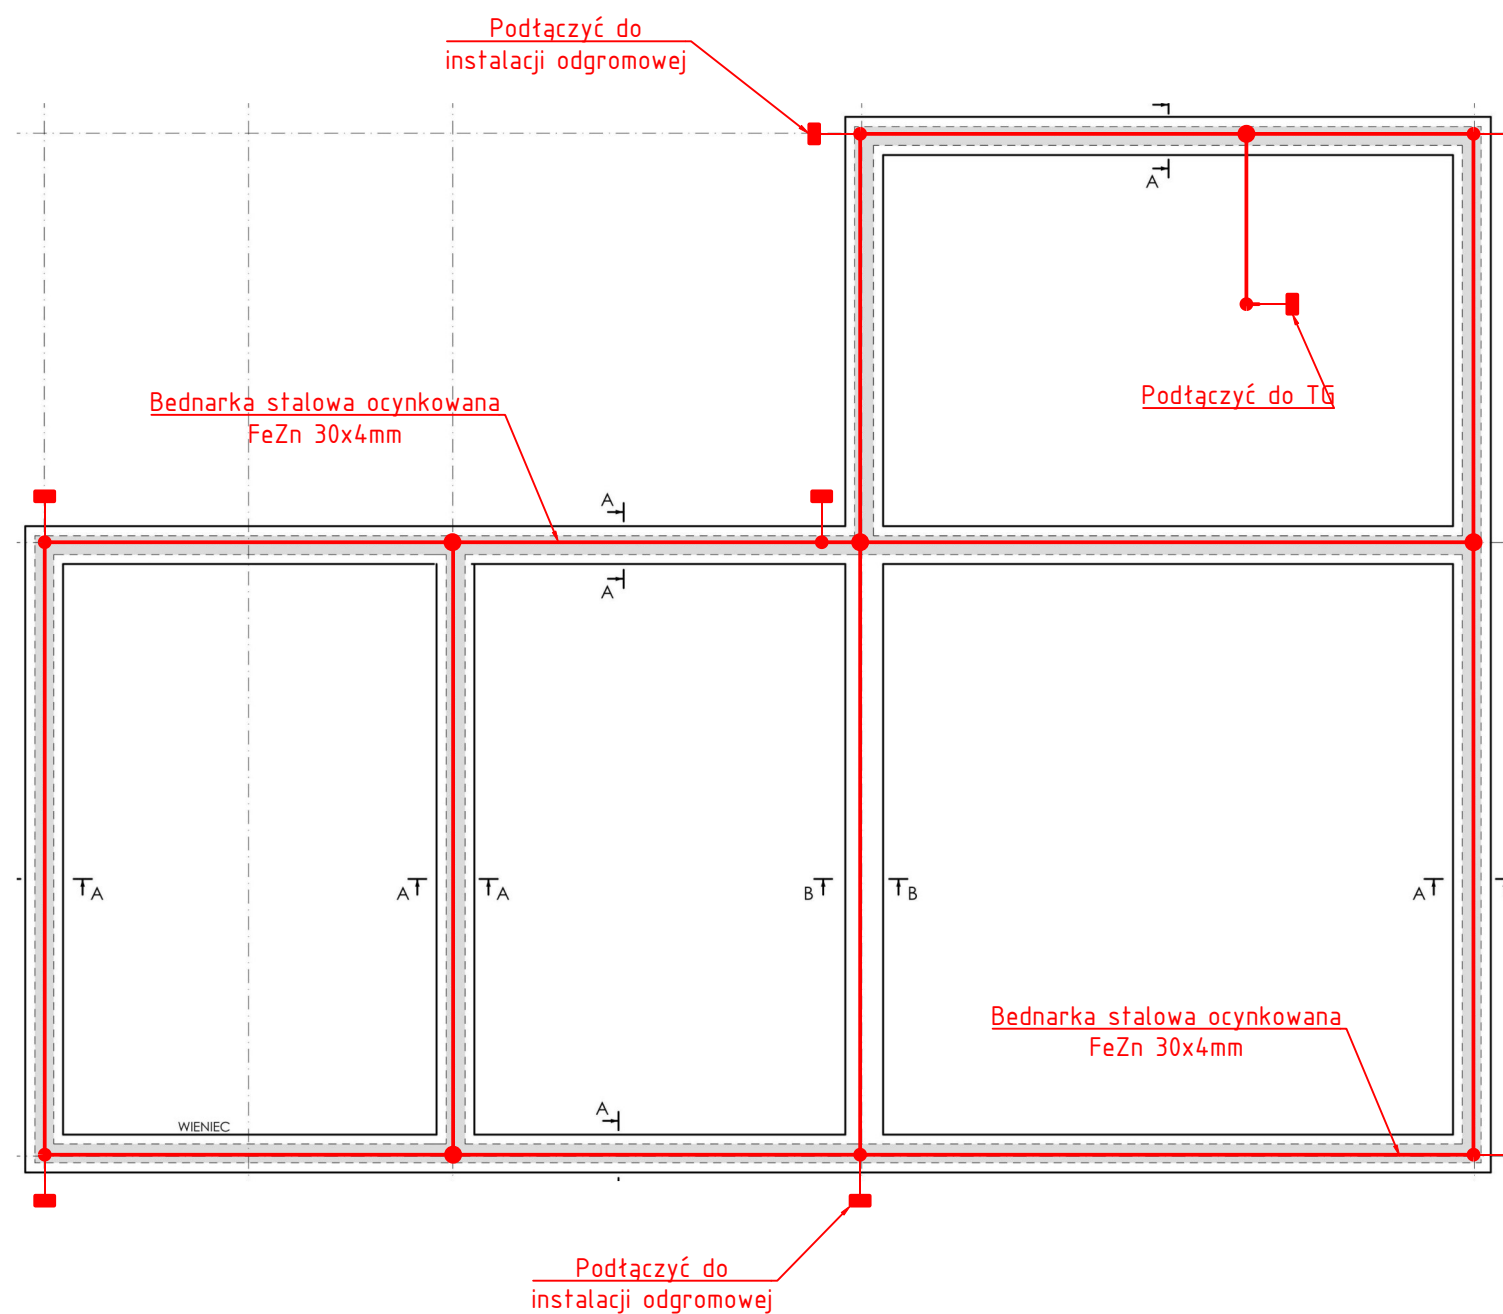 Podłączyć do
instalacji odgromowej
A
Podłączyć do TG
Bednarka stalowa ocynkowana
FeZn 30x4mm
A
A
A
A
A
B
B
A
Bednarka stalowa ocynkowana
FeZn 30x4mm
A
WIENIEC
Podłączyć do
instalacji odgromowej